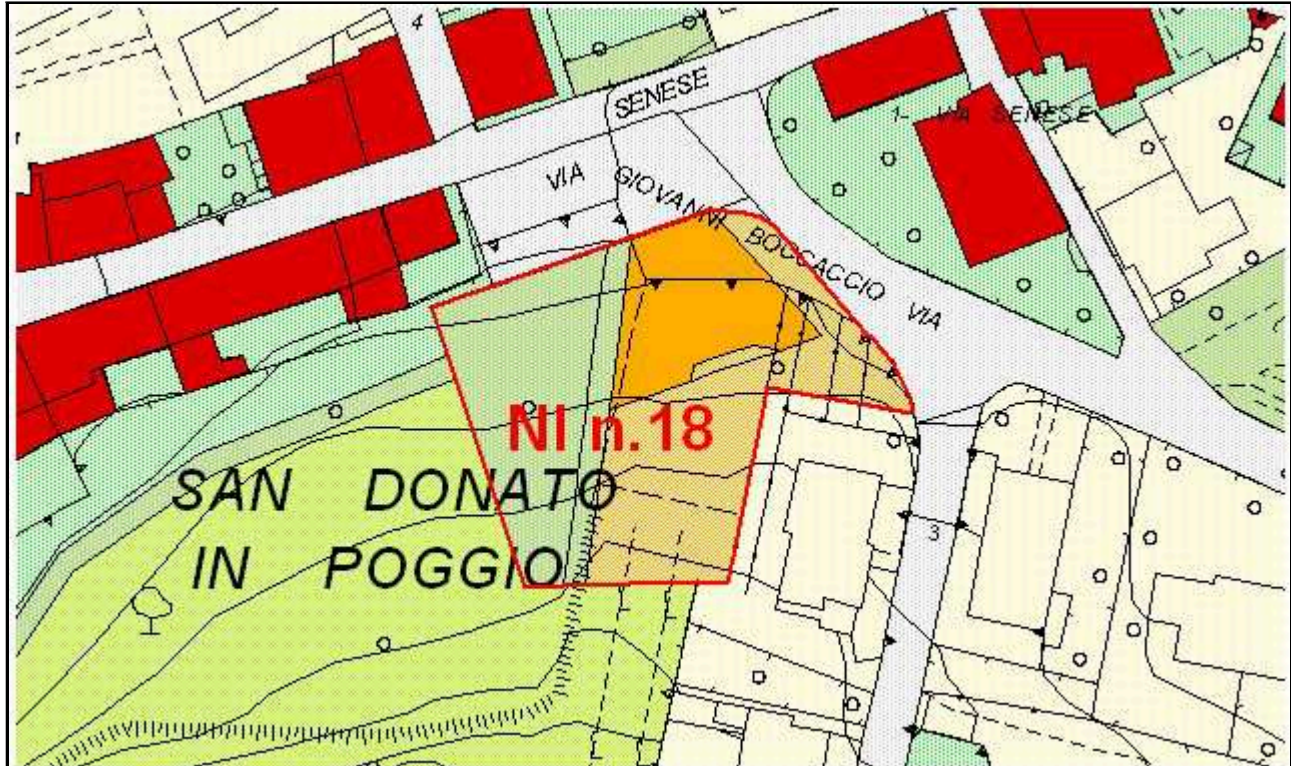 4
SENESE
1- VIA SENESE
VIA GIOVANNI BOCCACCIO VIA
NI n.18
SAN DONATO
IN POGGIO
3